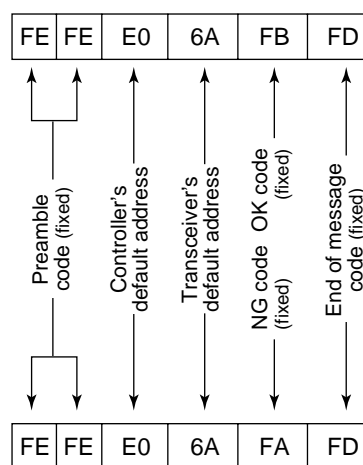 FE FE E0 6A FB FD
Preamble
code (fixed)
Controller's
default address
Transceiver's
default address
OK code
(fixed)
NG code
(fixed)
End of message
code (fixed)
FE FE E0 6A FA FD